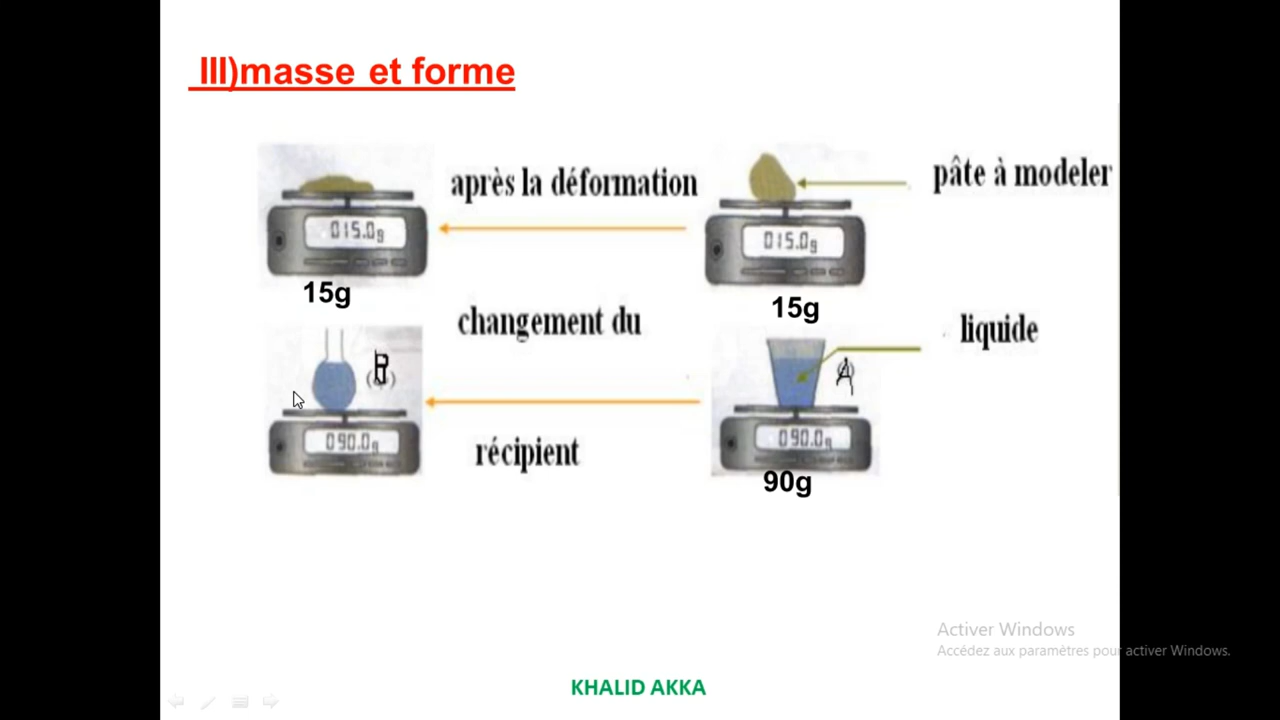 III)masse et forme
pâte à modeler
après la déformation
015.0g
015.0g
15g
15g
changement du
liquide
B
A
090.0g
090.0g
récipient
90g
Activer Windows
Accédez aux paramètres pour activer Windows.
KHALID AKKA